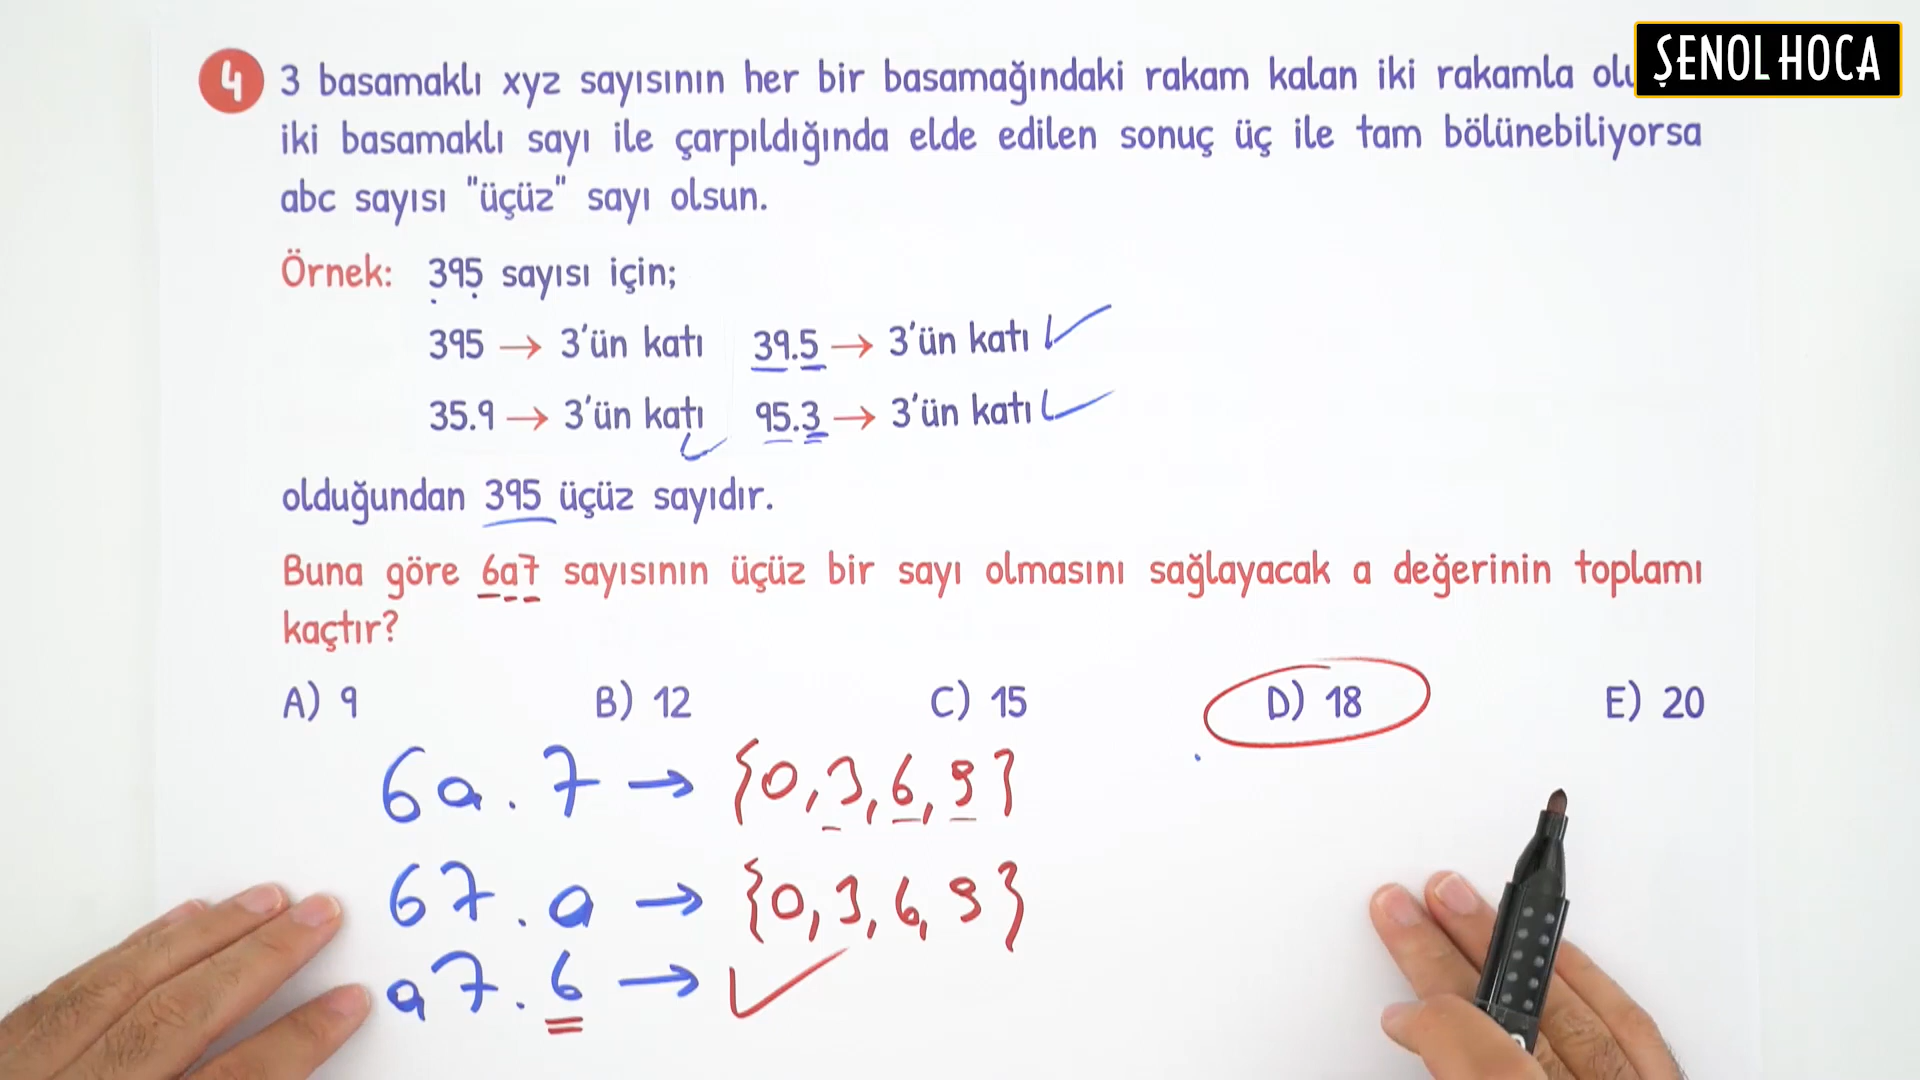 ŞENOL HOCA
4 3 basamaklı xyz sayısının her bir basamağındaki rakam kalan iki rakamla
iki basamaklı sayı ile çarpıldığında elde edilen sonuç üç ile tam bölünebiliyorsa
abc sayısı "üçüz" sayı olsun.
Örnek: 395 sayısı için;
395 → 3'ün katı 39.5 → 3'ün katı ✓
35.9 → 3'ün katı ✓ 95.3 → 3'ün katı ✓
olduğundan 395 üçüz sayıdır.
Buna göre 6a7 sayısının üçüz bir sayı olmasını sağlayacak a değerinin toplamı
kaçtır?
A) 9 B) 12 C) 15 D) 18 E) 20
6a . 7 → {0, 3, 6, 9}
67 . a → {0, 3, 6, 9}
a7 . 6 → ✓